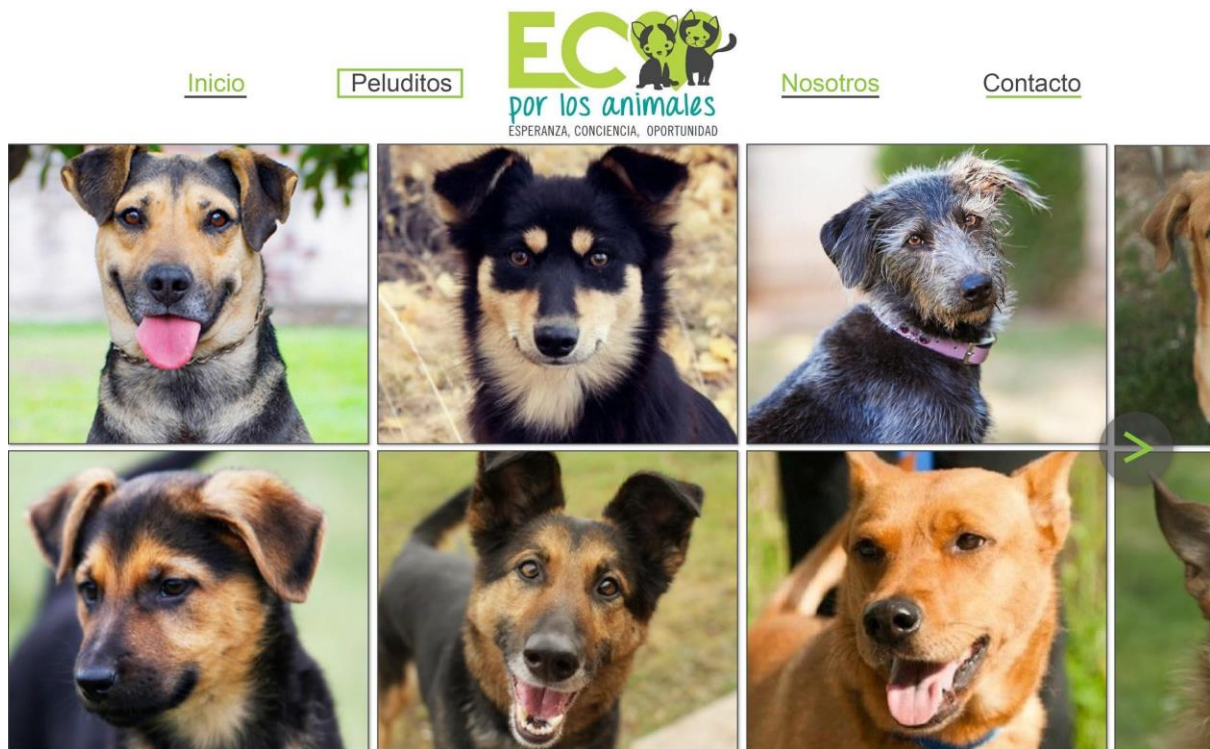 Inicio
Peluditos
ECO
por los animales
ESPERANZA, CONCIENCIA, OPORTUNIDAD
Nosotros
Contacto
>